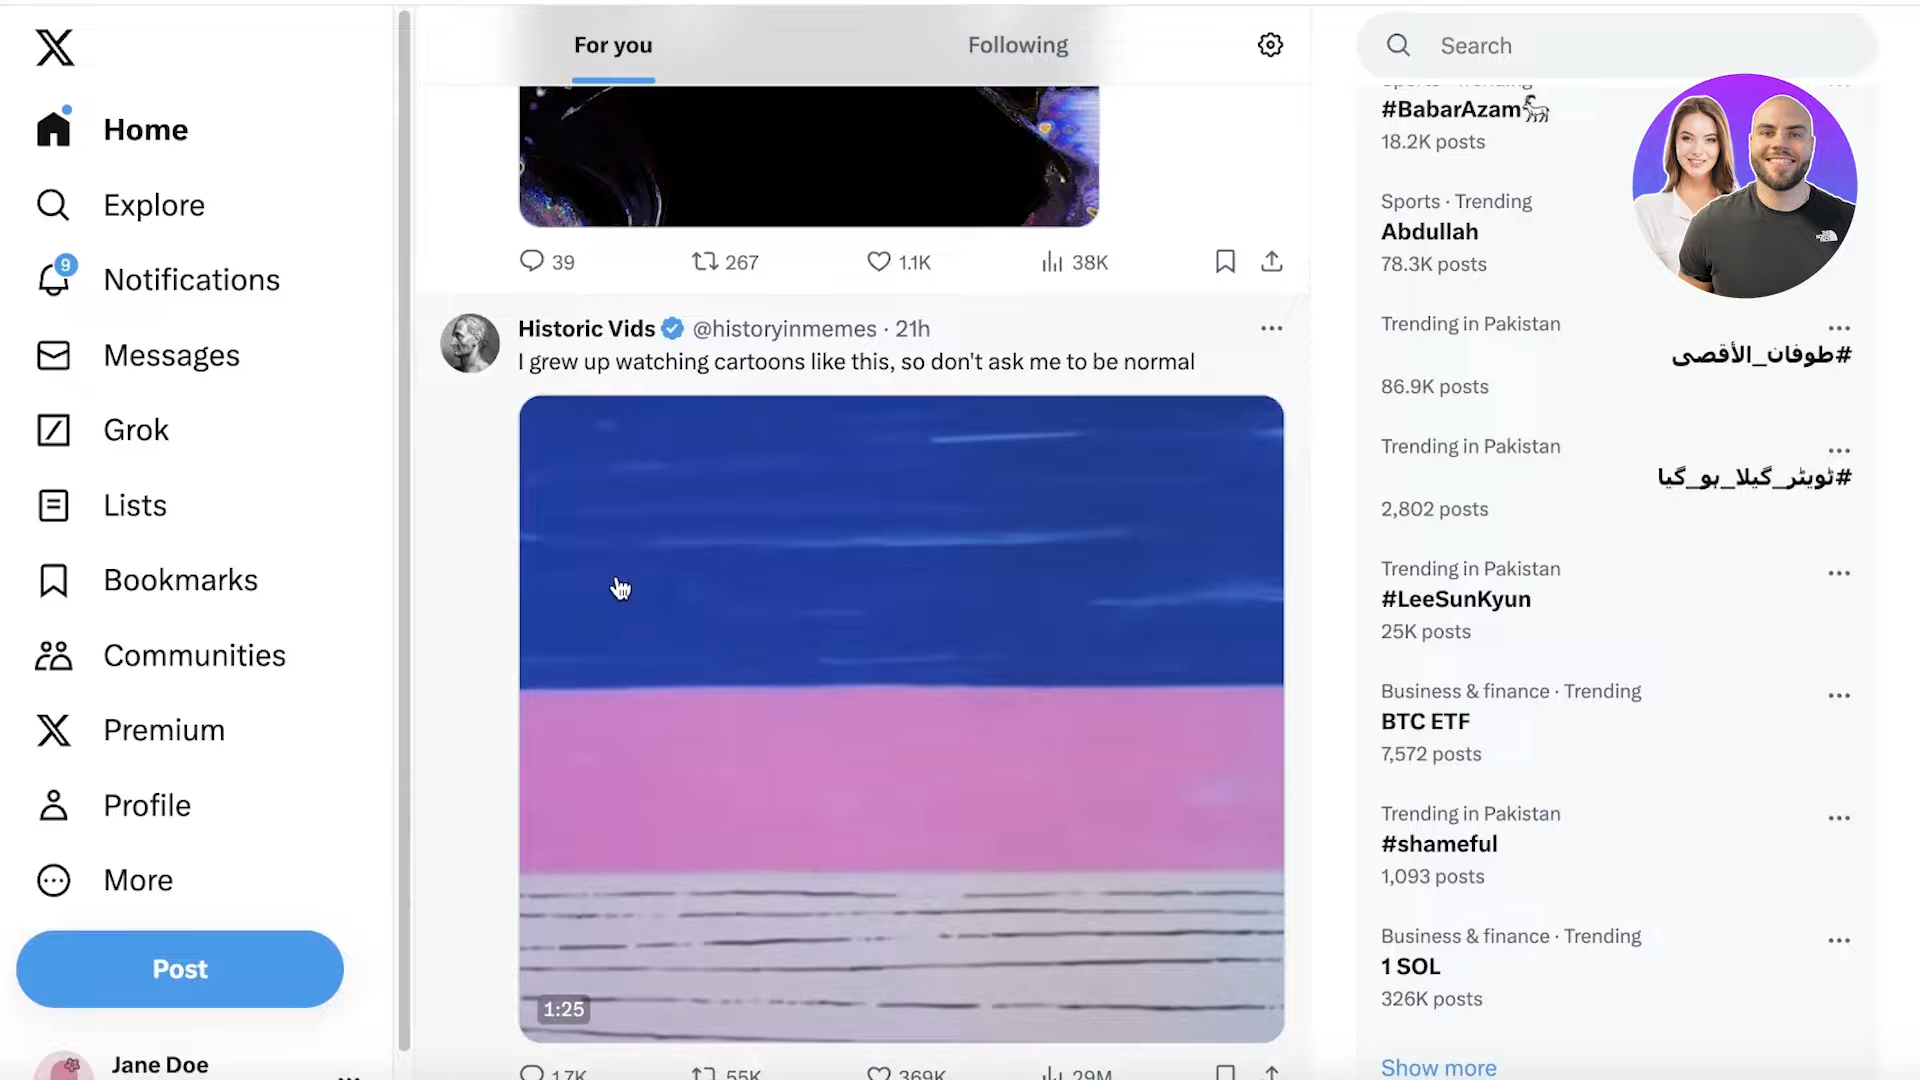 Home
Explore
9
Notifications
Messages
Grok
Lists
Bookmarks
Communities
Premium
Profile
More
Post
Jane Doe
For you
Following
39
267
1.1K
38K
Historic Vids @historyinmemes · 21h
I grew up watching cartoons like this, so don't ask me to be normal
1:25
17K
55K
369K
29M
Search
Sports · Trending
#BabarAzam
18.2K posts
Sports · Trending
Abdullah
78.3K posts
Trending in Pakistan
#طوفان_الأقصى
86.9K posts
Trending in Pakistan
#ٹویٹر_گیلا_ہو_گیا
2,802 posts
Trending in Pakistan
#LeeSunKyun
25K posts
Business & finance · Trending
BTC ETF
7,572 posts
Trending in Pakistan
#shameful
1,093 posts
Business & finance · Trending
1 SOL
326K posts
Show more